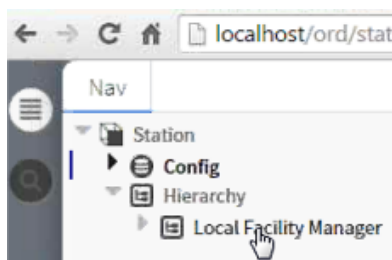 localhost/ord/stat
Nav
Station
Config
Hierarchy
Local Facility Manager